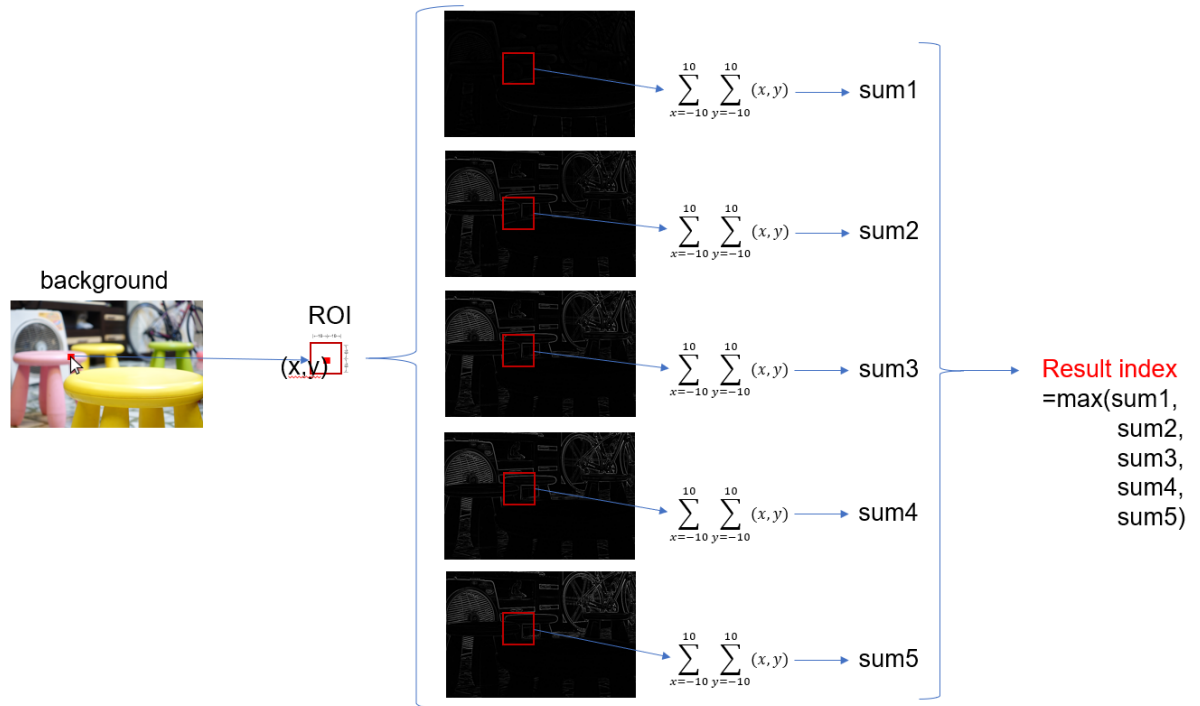 background
ROI
(x,y)
10 10
∑ ∑ (x, y)
x=−10 y=−10
sum1
10 10
∑ ∑ (x, y)
x=−10 y=−10
sum2
10 10
∑ ∑ (x, y)
x=−10 y=−10
sum3
10 10
∑ ∑ (x, y)
x=−10 y=−10
sum4
10 10
∑ ∑ (x, y)
x=−10 y=−10
sum5
Result index
=max(sum1,
sum2,
sum3,
sum4,
sum5)